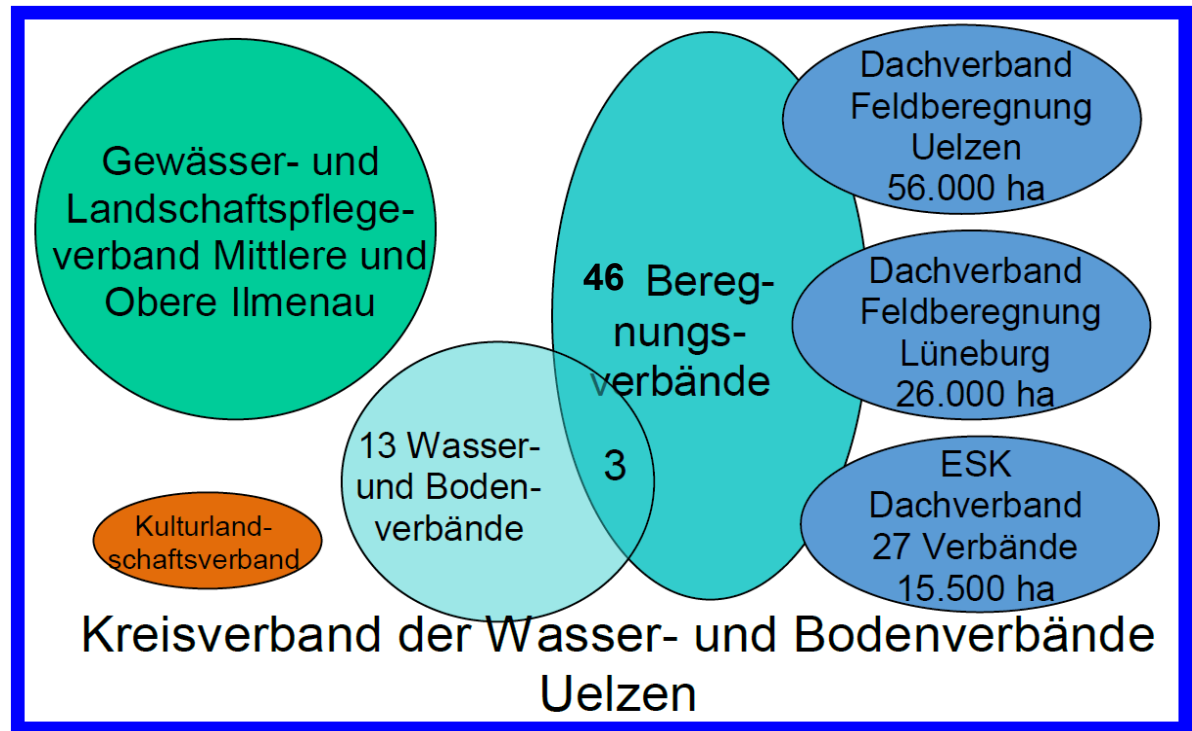 Gewässer- und
Landschaftspflege-
verband Mittlere und
Obere Ilmenau
46 Bereg-
nungs-
verbände
Dachverband
Feldberegnung
Uelzen
56.000 ha
Dachverband
Feldberegnung
Lüneburg
26.000 ha
13 Wasser-
und Boden-
verbände
3
ESK
Dachverband
27 Verbände
15.500 ha
Kulturland-
schaftsverband
Kreisverband der Wasser- und Bodenverbände
Uelzen